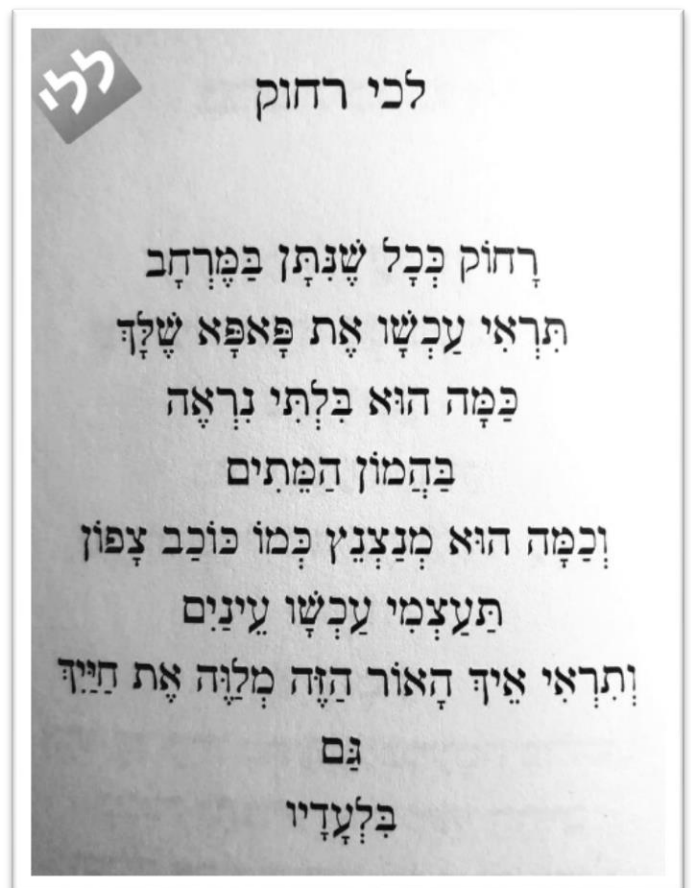 ללי
לכי רחוק
רָחוֹק כְּכָל שֶׁנִּתָּן בַּמֶּרְחָב
תִּרְאִי עַכְשָׁו אֶת פָּאפָּא שֶׁלָּךְ
כַּמָּה הוּא בִּלְתִּי נִרְאֶה
בַּהֲמוֹן הַמֵּתִים
וְכַמָּה הוּא מְנַצְנֵץ כְּמוֹ כּוֹכַב צָפוֹן
תַּעַצְמִי עַכְשָׁו עֵינַיִם
וְתִרְאִי אֵיךְ הָאוֹר הַזֶּה מְלַוֶּה אֶת חַיַּיִךְ
גַּם
בִּלְעָדָיו